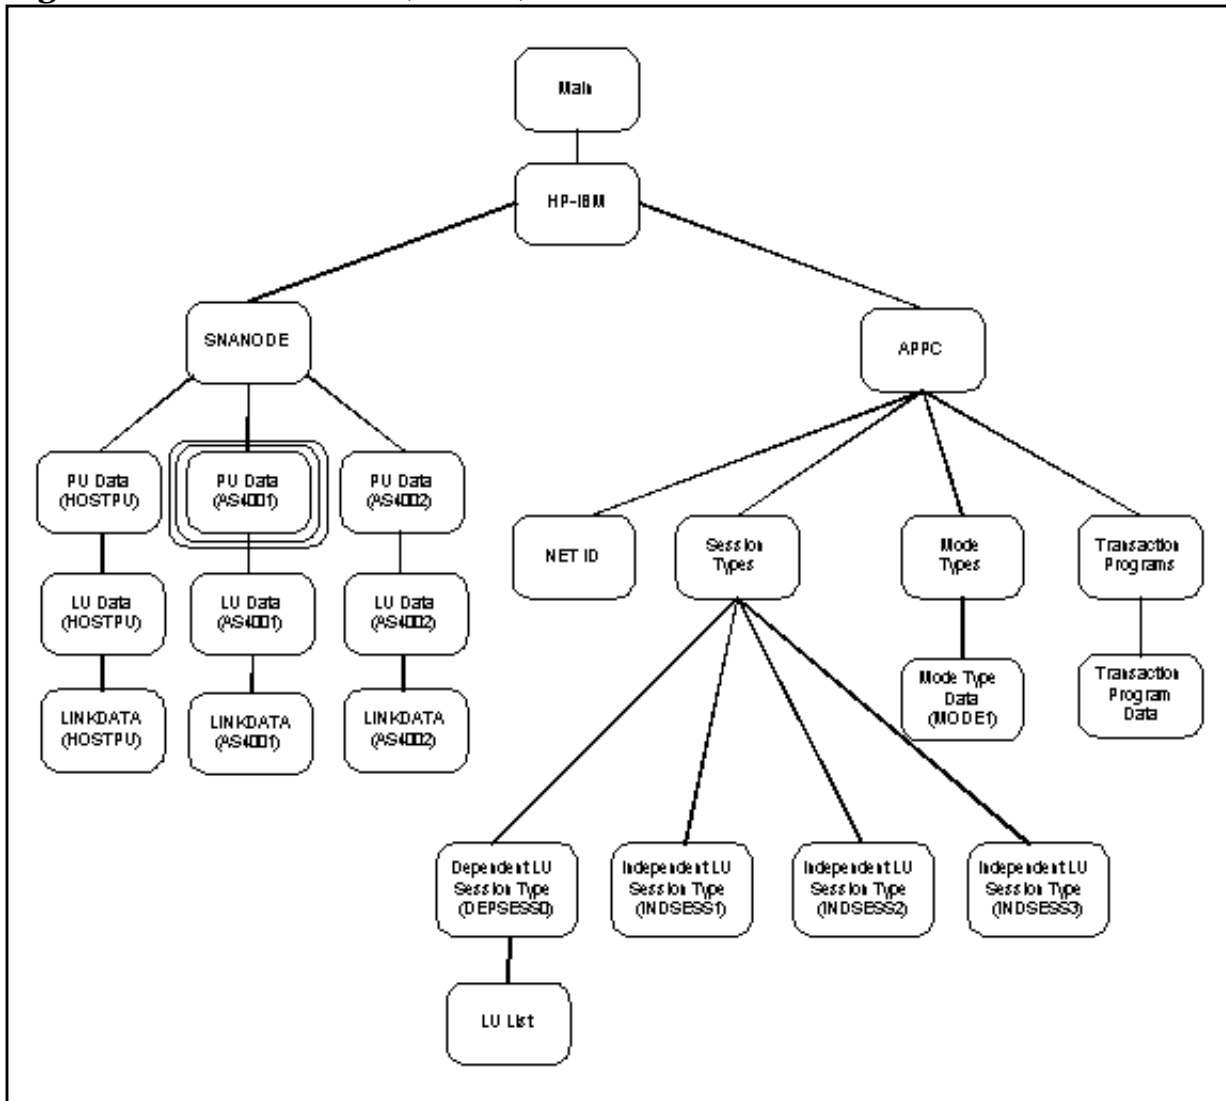 Main
HP-IBM
SNANODE
APPC
PU Data
(HOSTPU)
PU Data
(AS4001)
PU Data
(AS4002)
NET ID
Session
Types
Mode
Types
Transaction
Programs
LU Data
(HOSTPU)
LU Data
(AS4001)
LU Data
(AS4002)
LINKDATA
(HOSTPU)
LINKDATA
(AS4001)
LINKDATA
(AS4002)
Mode Type
Data
(MODE1)
Transaction
Program
Data
Dependent LU
Session Type
(DEPSESS0)
Independent LU
Session Type
(INDSESS1)
Independent LU
Session Type
(INDSESS2)
Independent LU
Session Type
(INDSESS3)
LU List